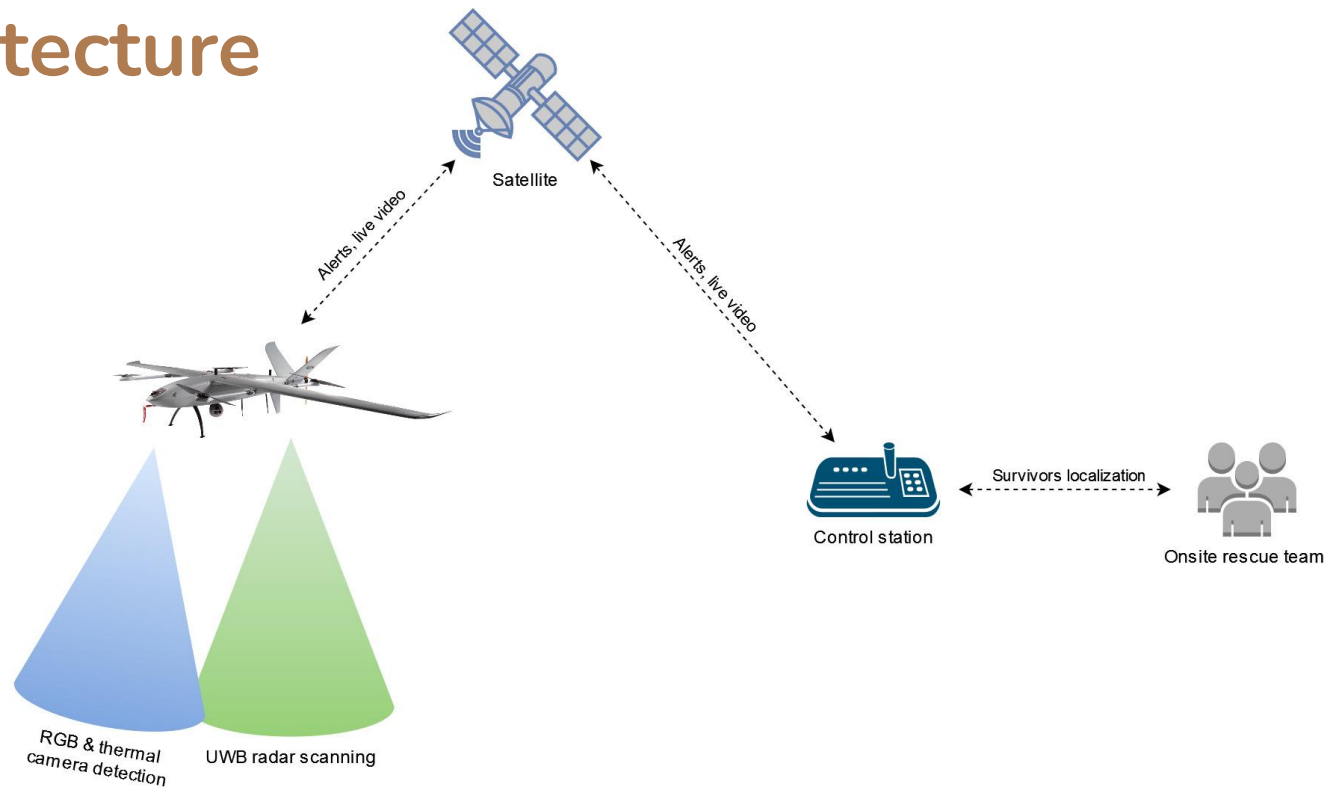 tecture
Satellite
Alerts, live video
Alerts, live video
Survivors localization
Control station
Onsite rescue team
RGB & thermal
camera detection
UWB radar scanning